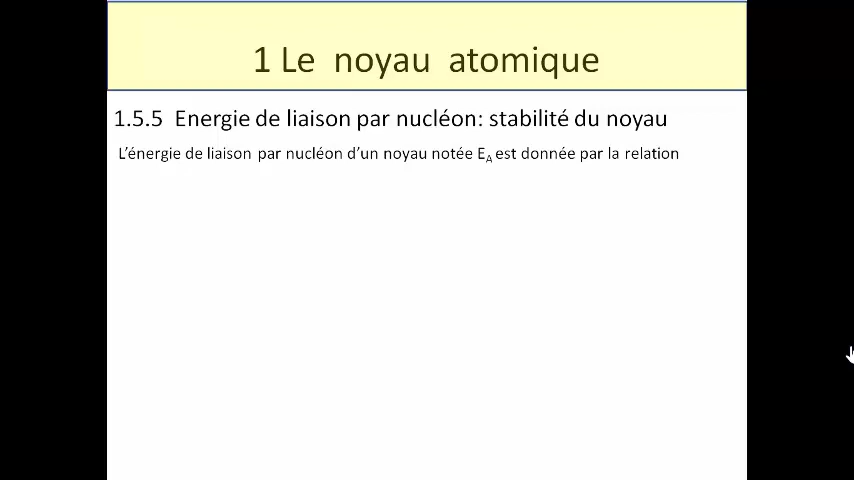 1 Le noyau atomique
1.5.5 Energie de liaison par nucléon: stabilité du noyau
L’énergie de liaison par nucléon d’un noyau notée E_A est donnée par la relation